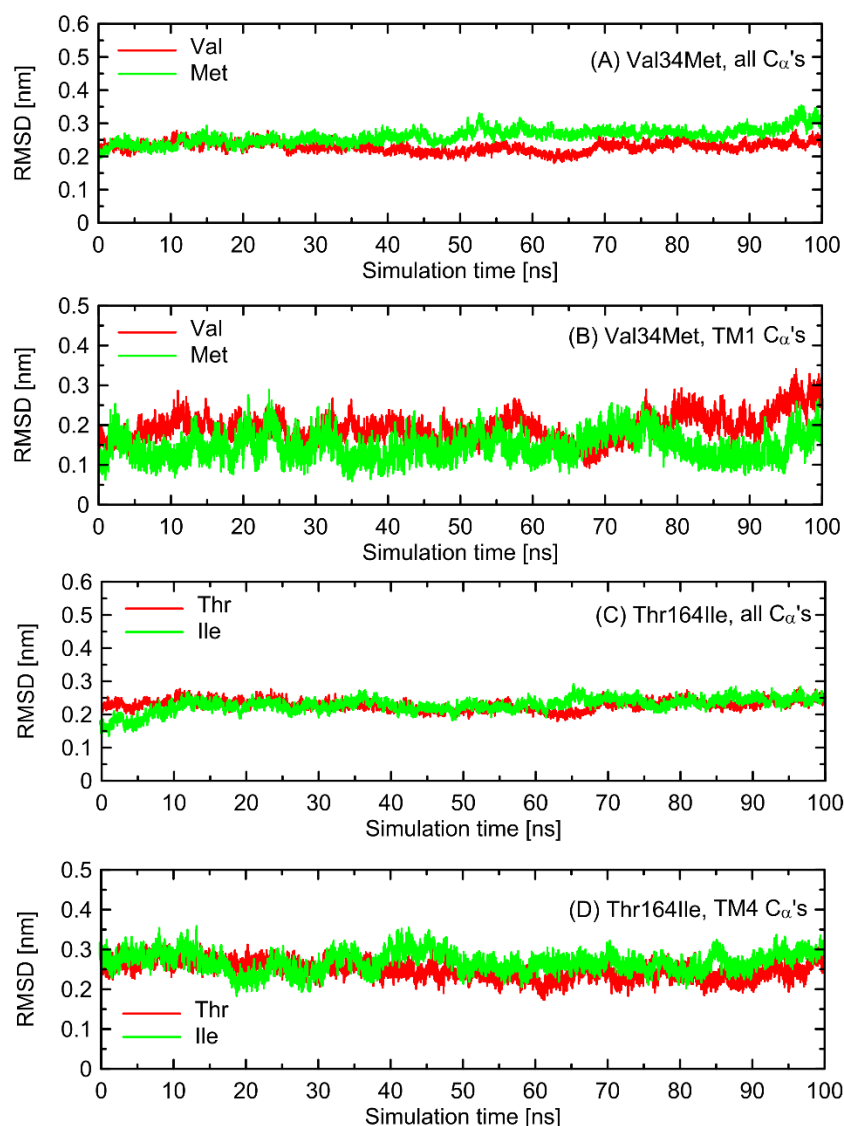 0.6
Val
Met
(A) Val34Met, all Cα's
0.5
0.4
0.3
0.2
0.1
0
RMSD [nm]
0 10 20 30 40 50 60 70 80 90 100
Simulation time [ns]
0.5
Val
Met
(B) Val34Met, TM1 Cα's
0.4
0.3
0.2
0.1
0
RMSD [nm]
0 10 20 30 40 50 60 70 80 90 100
Simulation time [ns]
0.6
Thr
Ile
(C) Thr164Ile, all Cα's
0.5
0.4
0.3
0.2
0.1
0
RMSD [nm]
0 10 20 30 40 50 60 70 80 90 100
Simulation time [ns]
0.5
(D) Thr164Ile, TM4 Cα's
0.4
0.3
0.2
0.1
0
RMSD [nm]
Thr
Ile
0 10 20 30 40 50 60 70 80 90 100
Simulation time [ns]